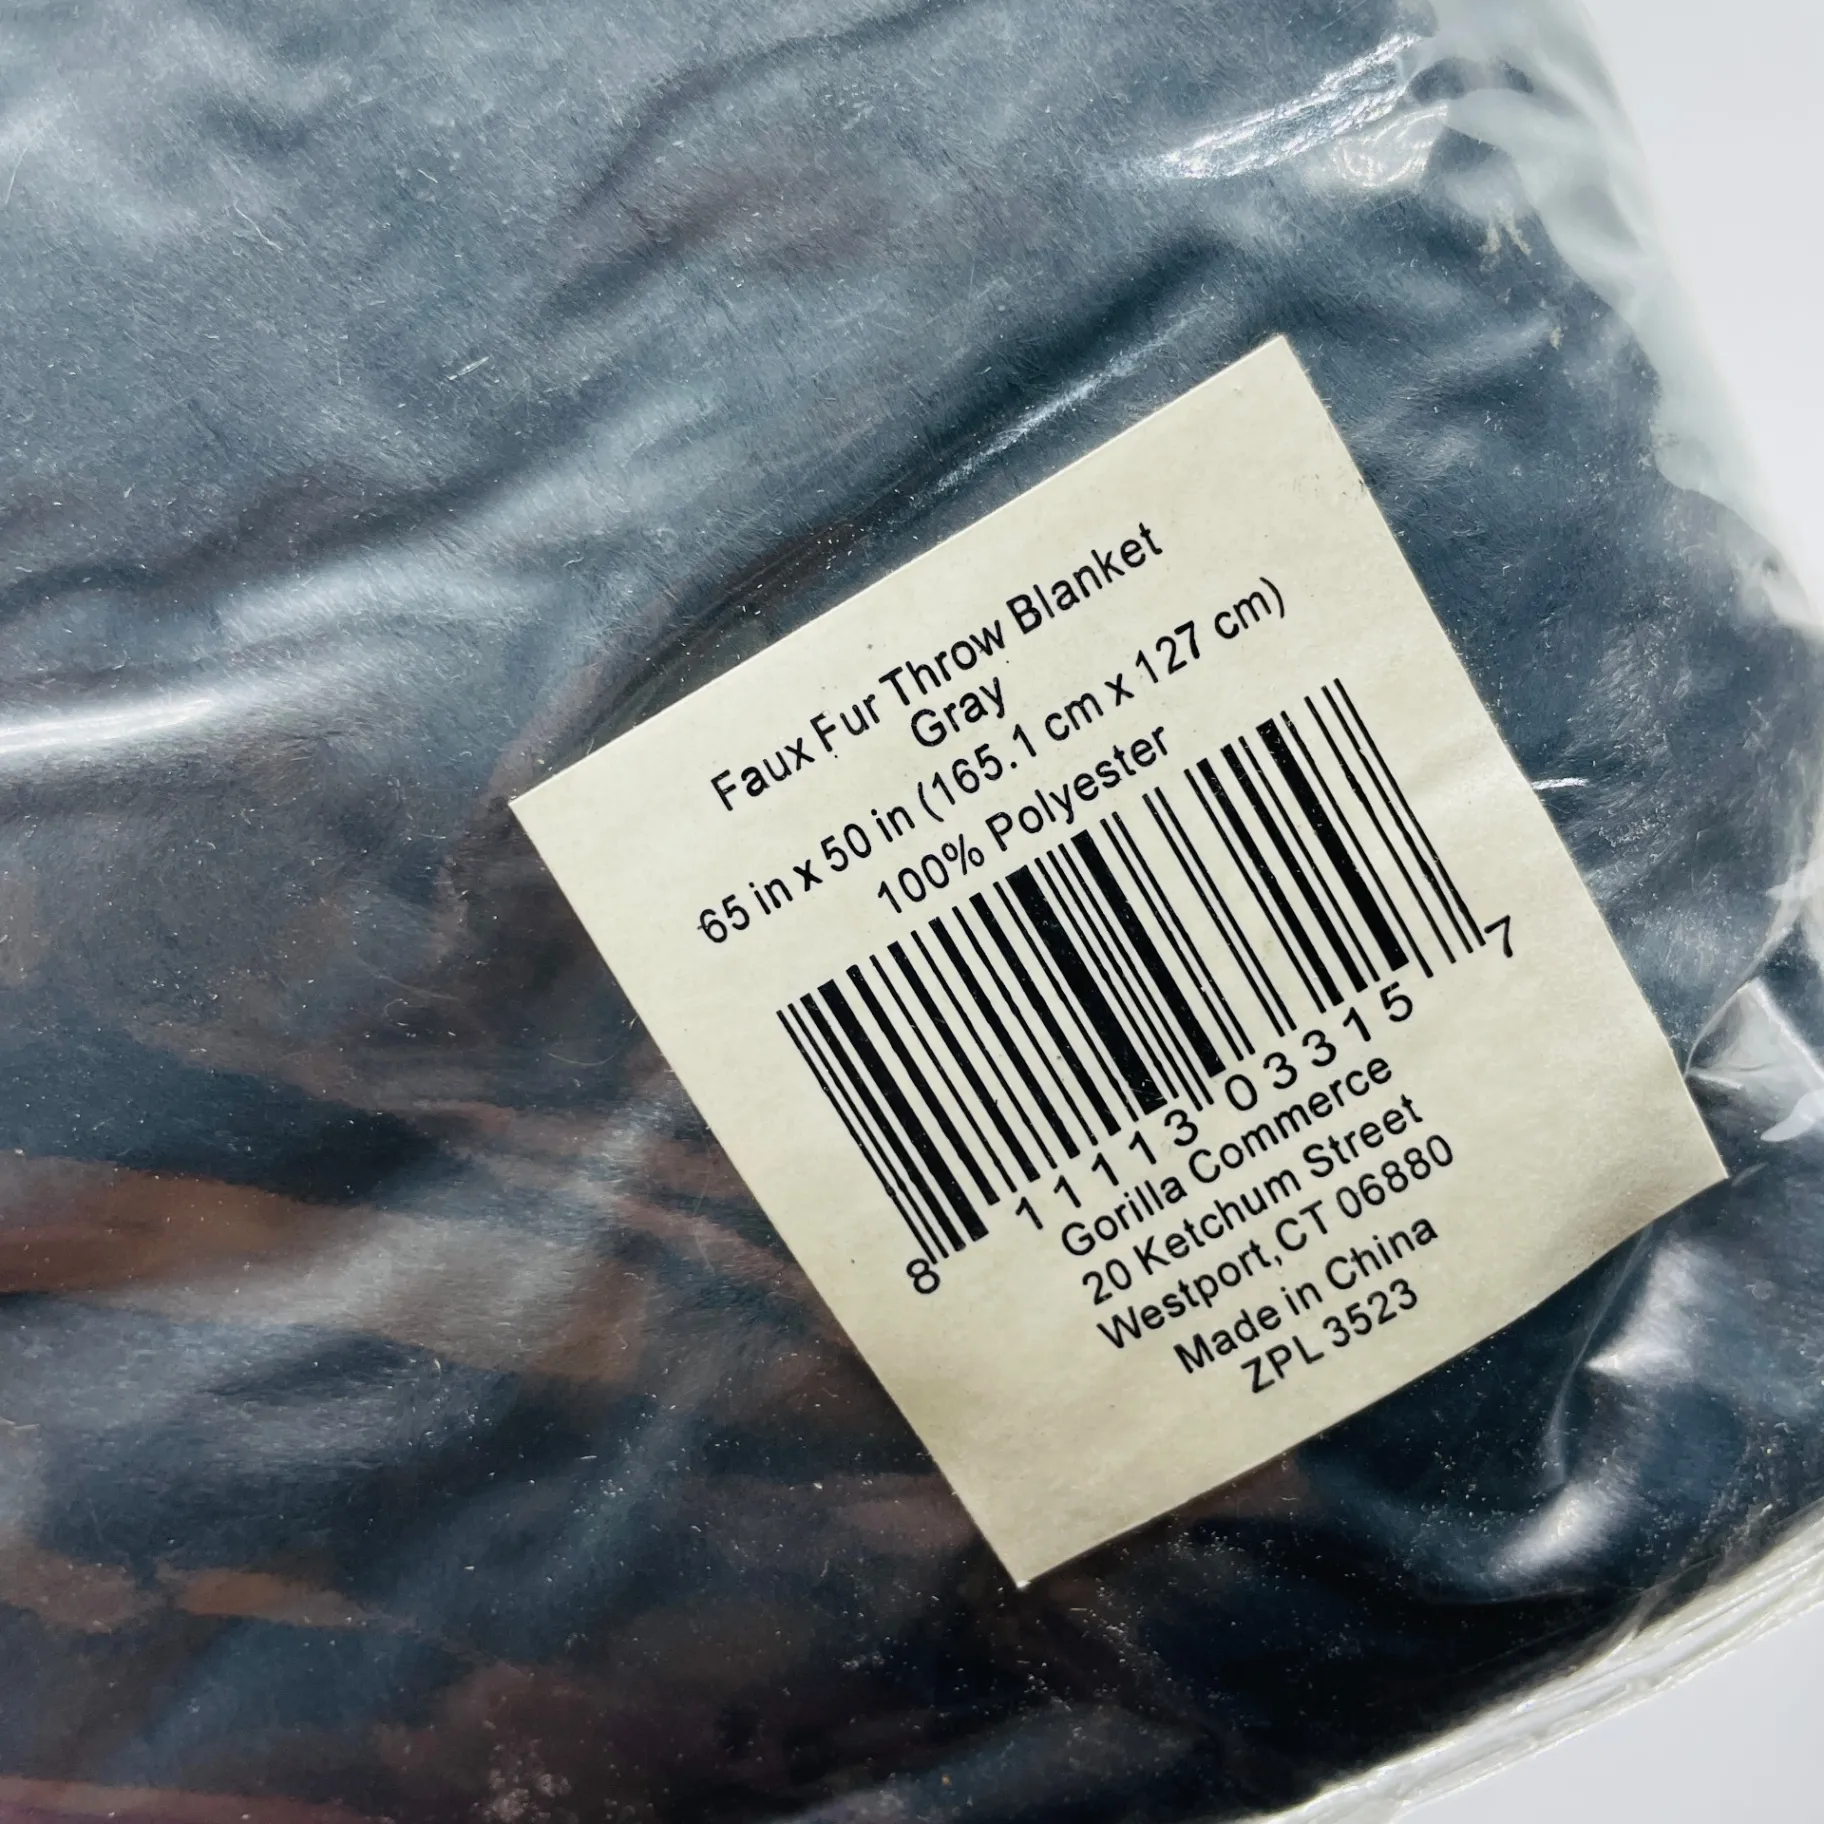 Faux Fur Throw Blanket
Gray
65 in x 50 in (165.1 cm x 127 cm)
100% Polyester
8 11113 03315 7
Gorilla Commerce
20 Ketchum Street
Westport, CT 06880
Made in China
ZPL 3523